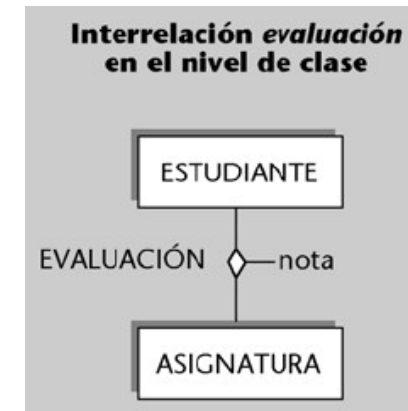 Interrelación evaluación
en el nivel de clase
ESTUDIANTE
EVALUACIÓN
nota
ASIGNATURA